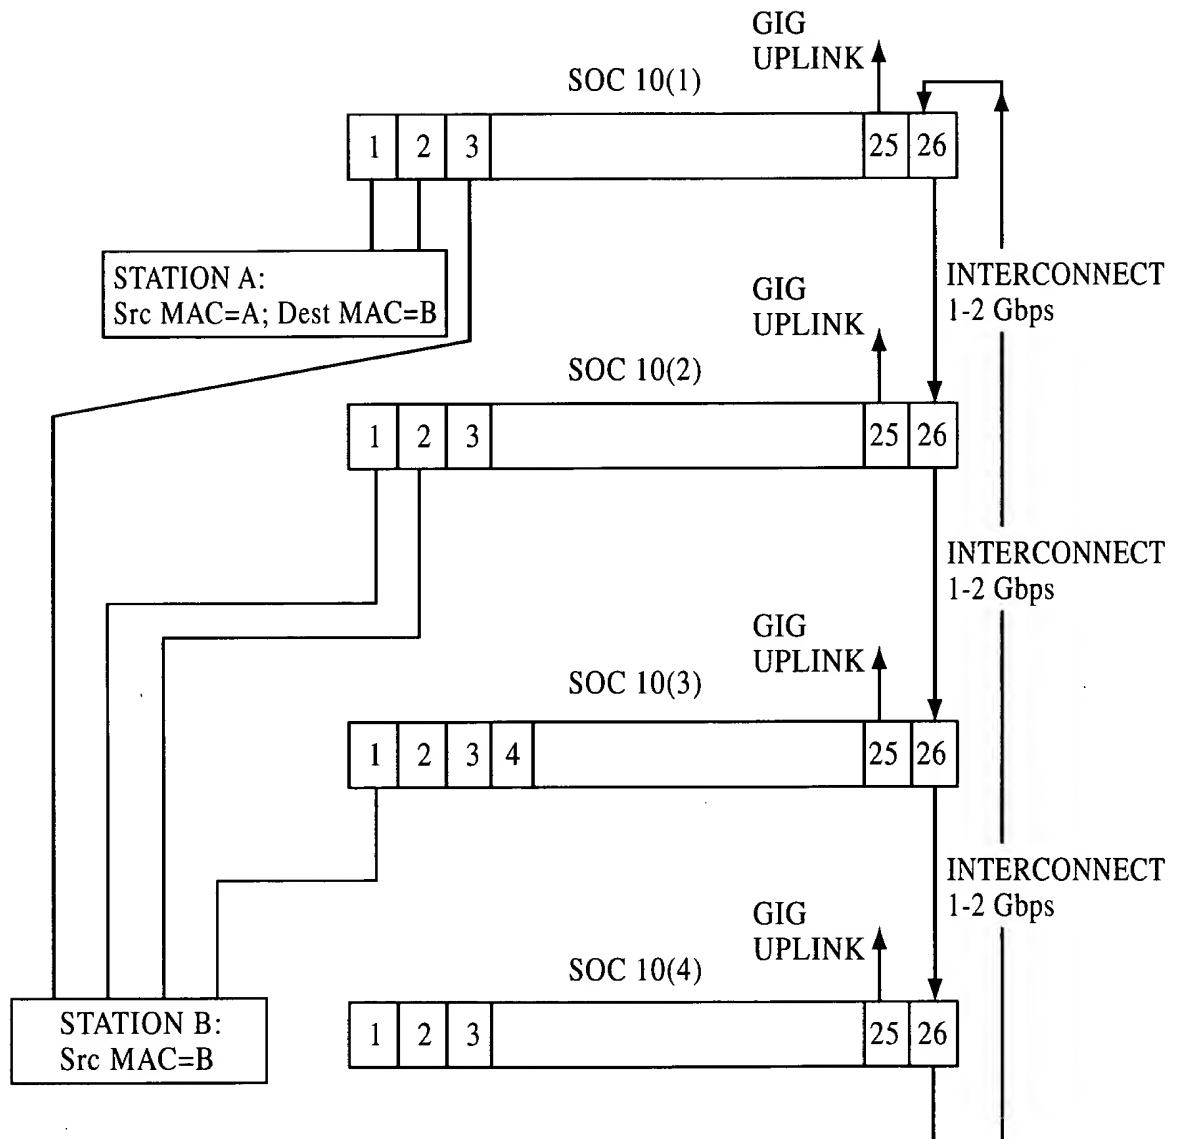 GIG
UPLINK
SOC 10(1)
1 2 3 25 26
STATION A:
Src MAC=A; Dest MAC=B
INTERCONNECT
1-2 Gbps
GIG
UPLINK
SOC 10(2)
1 2 3 25 26
INTERCONNECT
1-2 Gbps
GIG
UPLINK
SOC 10(3)
1 2 3 4 25 26
INTERCONNECT
1-2 Gbps
GIG
UPLINK
SOC 10(4)
1 2 3 25 26
STATION B:
Src MAC=B